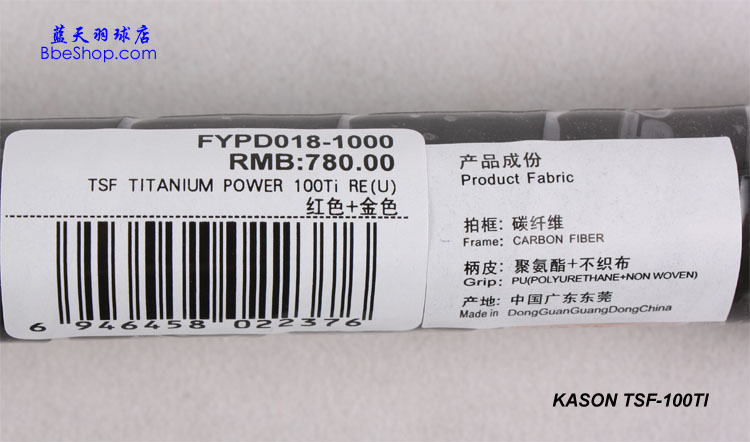 蓝天羽球店
BbeShop.com
FYPD018-1000
RMB:780.00
TSF TITANIUM POWER 100Ti RE(U)
红色+金色
6 946458 022376
产品成份
Product Fabric
拍框: 碳纤维
Frame: CARBON FIBER
柄皮: 聚氨酯+不织布
Grip: PU(POLYURETHANE+NON WOVEN)
产地: 中国广东东莞
Made in DongGuanGuangDongChina
KASON TSF-100TI